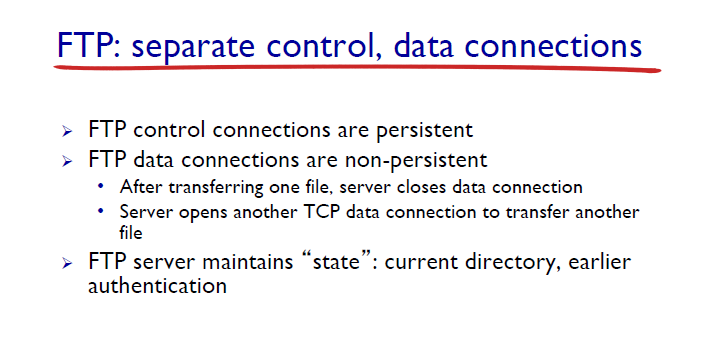 FTP: separate control, data connections
➢ FTP control connections are persistent
➢ FTP data connections are non-persistent
• After transferring one file, server closes data connection
• Server opens another TCP data connection to transfer another
file
➢ FTP server maintains “state”: current directory, earlier
authentication